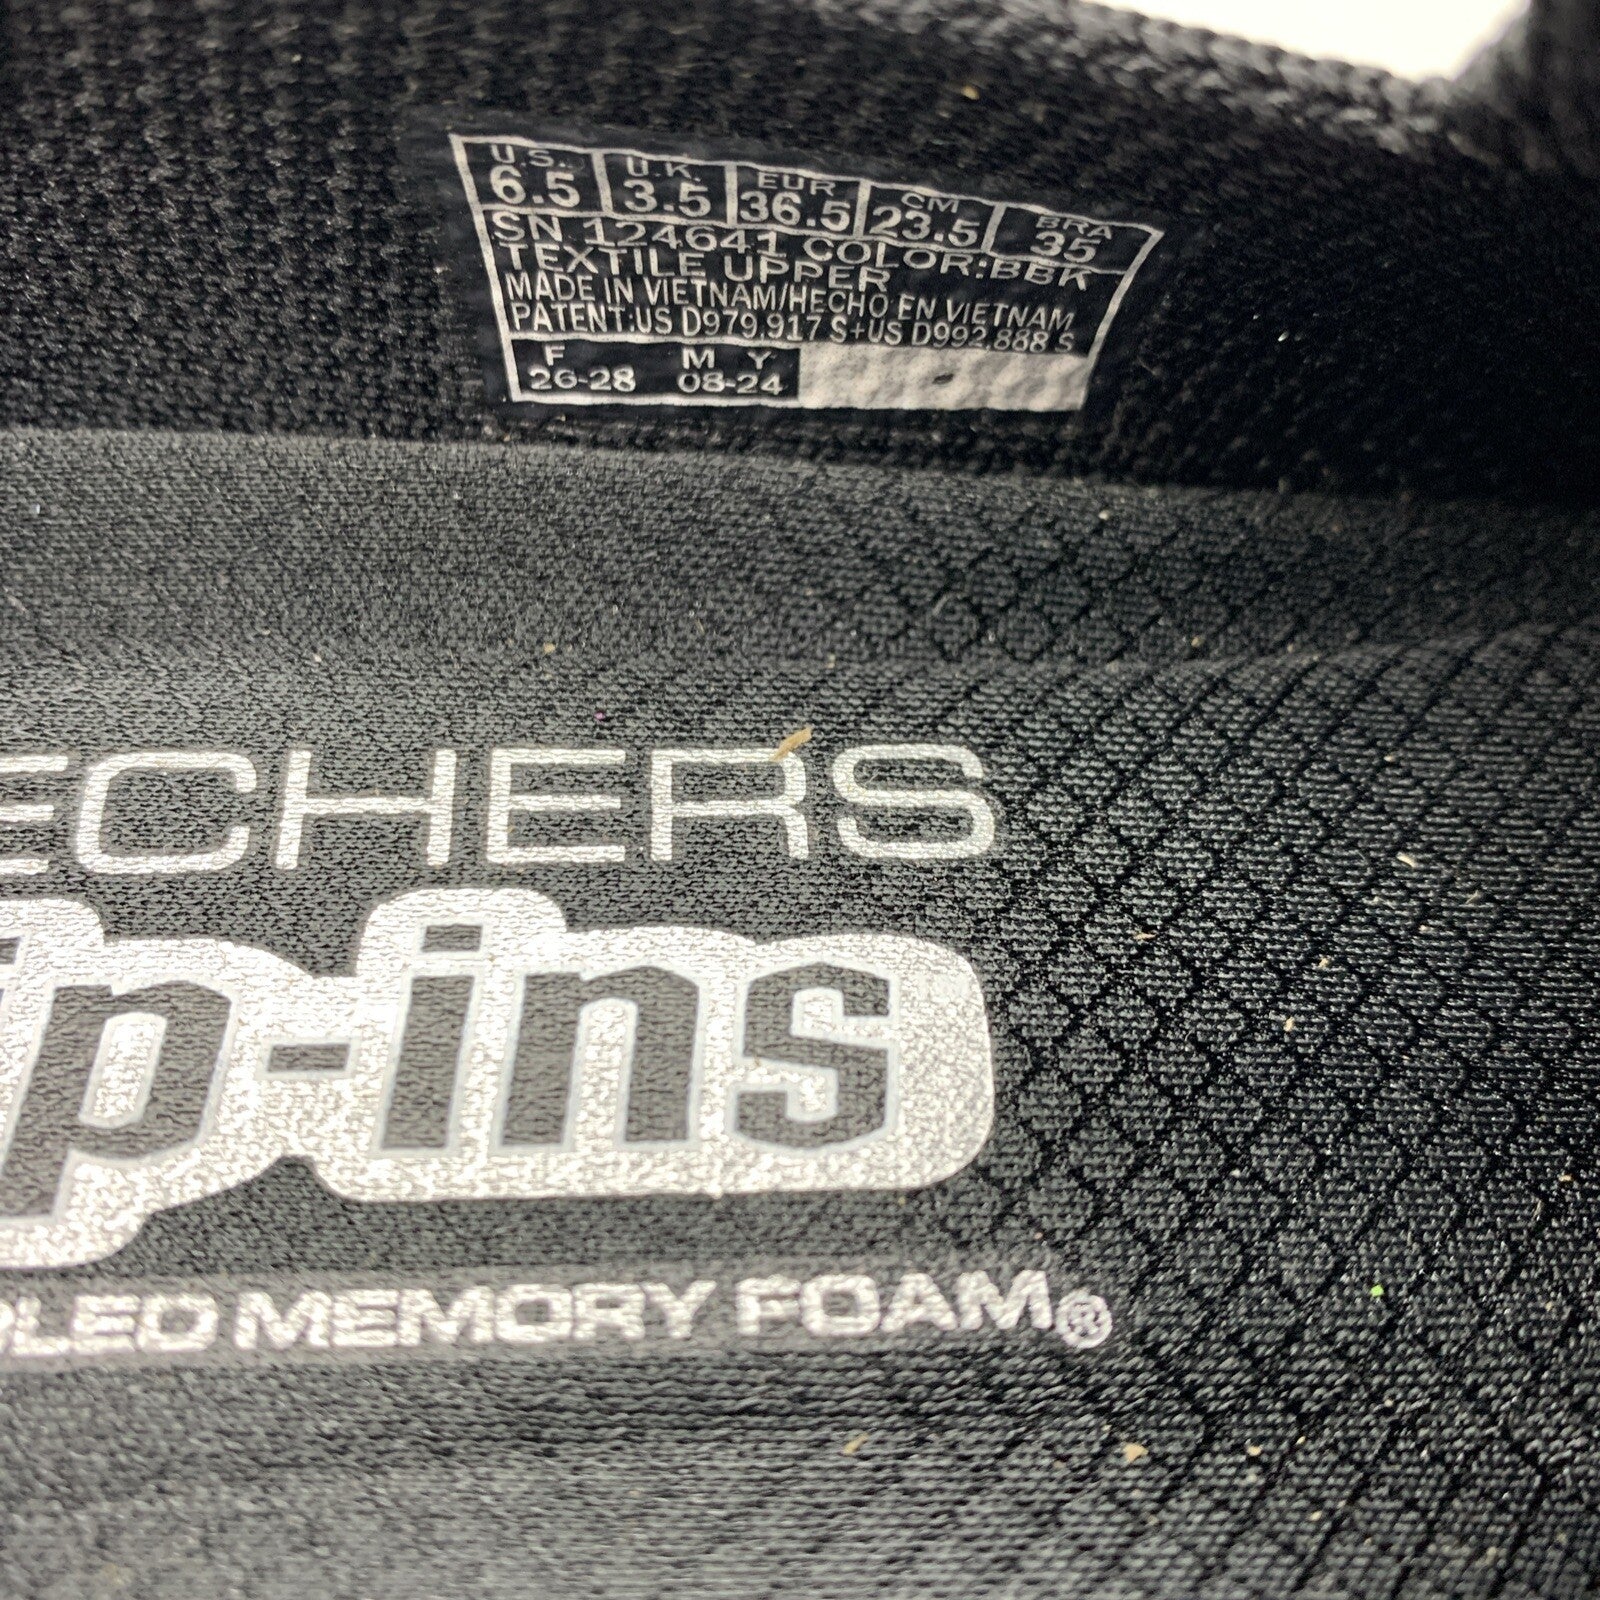 U.S. U.K. EUR CM BRA
6.5 3.5 36.5 23.5 35
SN 124641 COLOR:BBK
TEXTILE UPPER
MADE IN VIETNAM/HECHO EN VIETNAM
PATENT:US D979,917 S+US D992,888 S
F M Y
26-28 08-24
ECHERS
ip-ins
OLED MEMORY FOAM®